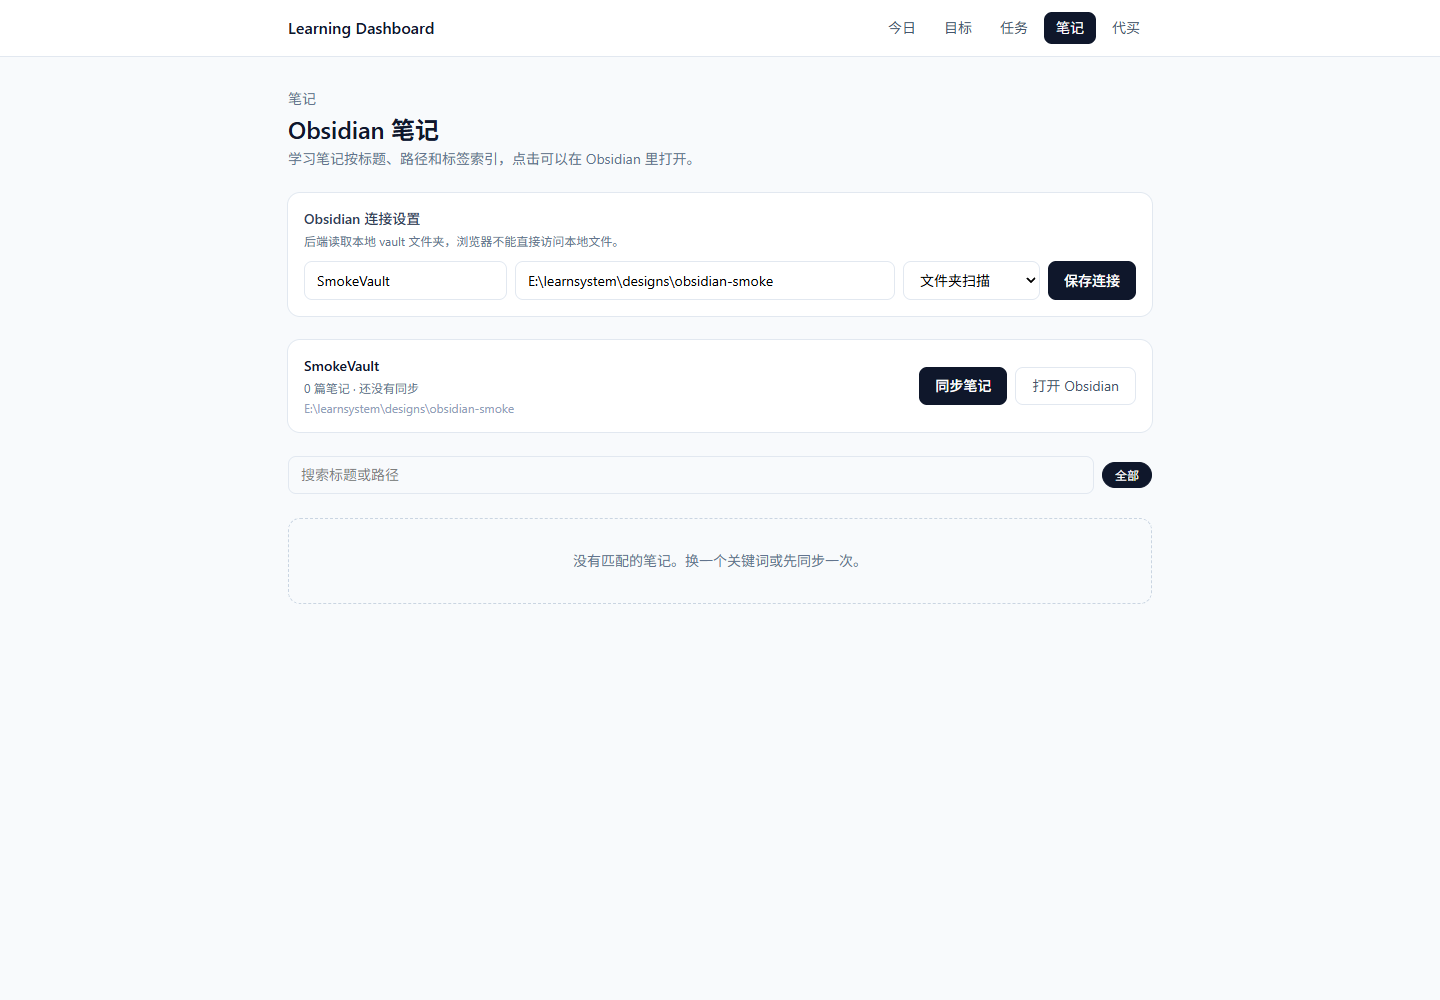 Learning Dashboard
今日 目标 任务 笔记 代买
笔记
Obsidian 笔记
学习笔记按标题、路径和标签索引，点击可以在 Obsidian 里打开。
Obsidian 连接设置
后端读取本地 vault 文件夹，浏览器不能直接访问本地文件。
SmokeVault E:\learnsystem\designs\obsidian-smoke 文件夹扫描 保存连接
SmokeVault
0 篇笔记 · 还没有同步
E:\learnsystem\designs\obsidian-smoke
同步笔记 打开 Obsidian
搜索标题或路径 全部
没有匹配的笔记。换一个关键词或先同步一次。